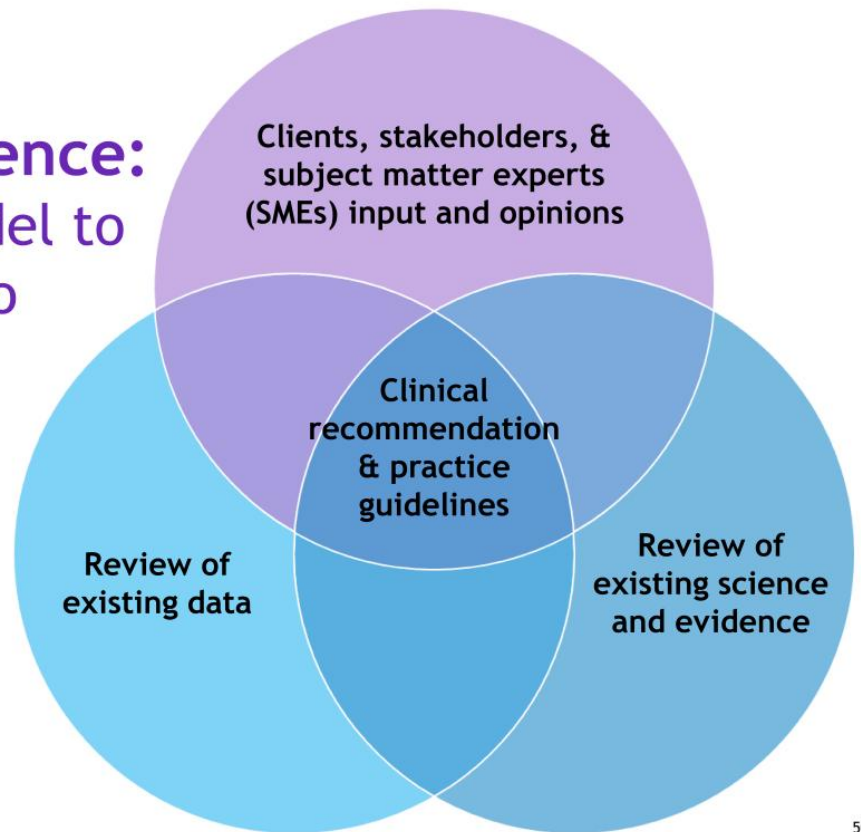 ence:
del to
Clients, stakeholders, &
subject matter experts
(SMEs) input and opinions
Clinical
recommendation
& practice
guidelines
Review of
existing data
Review of
existing science
and evidence
5